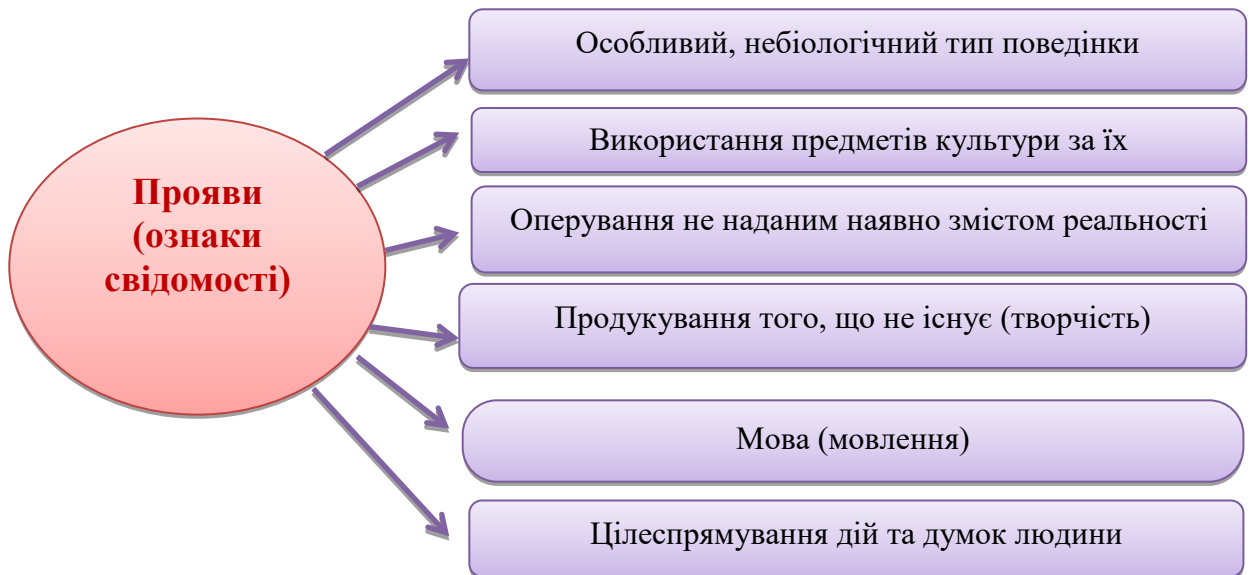 Прояви
(ознаки
свідомості)
Особливий, небіологічний тип поведінки
Використання предметів культури за їх
Оперування не наданим наявно змістом реальності
Продукування того, що не існує (творчість)
Мова (мовлення)
Цілеспрямування дій та думок людини